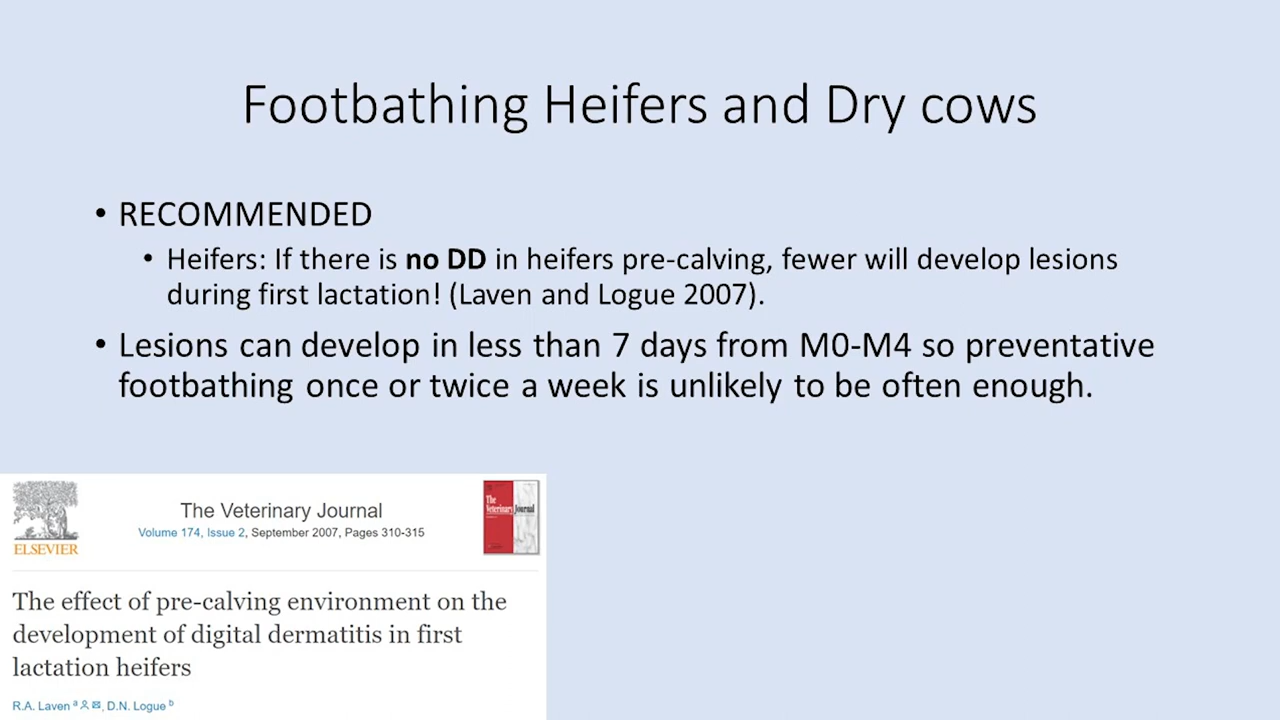 Footbathing Heifers and Dry cows
• RECOMMENDED
• Heifers: If there is no DD in heifers pre-calving, fewer will develop lesions
during first lactation! (Laven and Logue 2007).
• Lesions can develop in less than 7 days from M0-M4 so preventative
footbathing once or twice a week is unlikely to be often enough.
ELSEVIER
The Veterinary Journal
Volume 174, Issue 2, September 2007, Pages 310-315
The
Veterinary Journal
The effect of pre-calving environment on the
development of digital dermatitis in first
lactation heifers
R.A. Laven a, D.N. Logue b